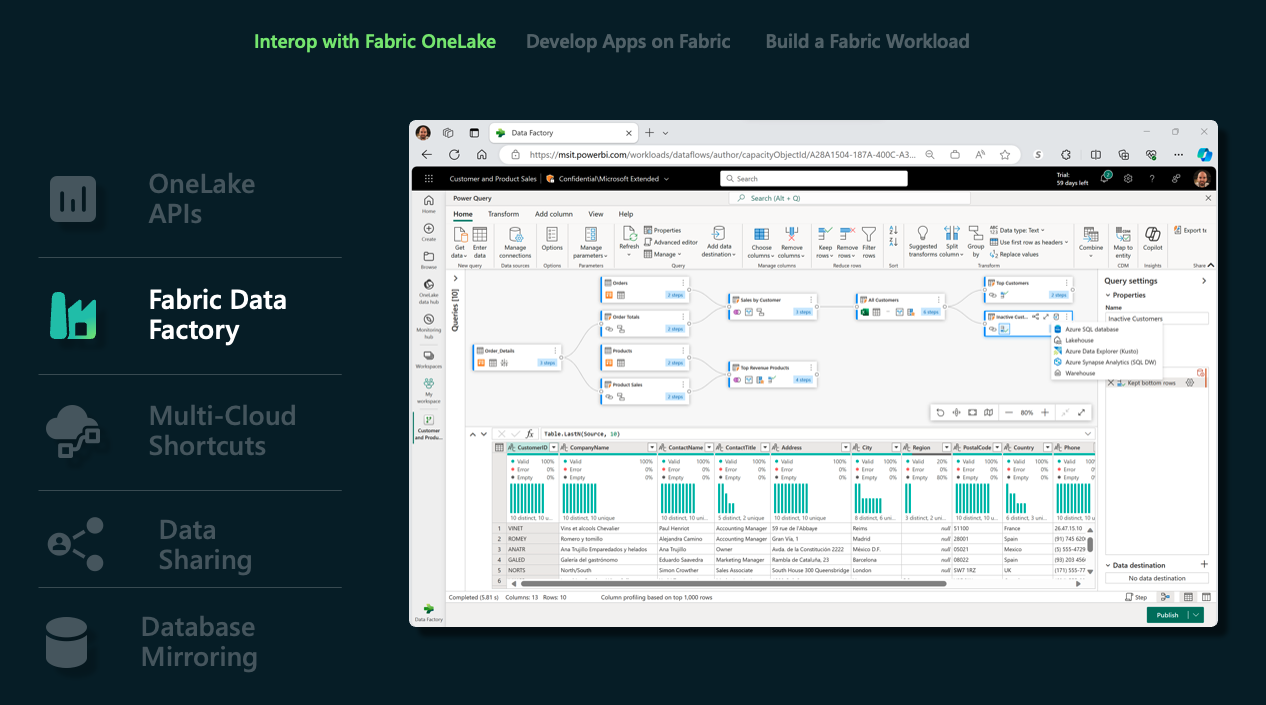 Interop with Fabric OneLake Develop Apps on Fabric Build a Fabric Workload
OneLake
APIs
Fabric Data
Factory
Multi-Cloud
Shortcuts
Data
Sharing
Database
Mirroring
Data Factory
https://msit.powerbi.com/workloads/dataflows/author/capacityObjectId/A28A1504-187A-400C-A3...
Customer and Product Sales Confidential\Microsoft Extended Search Trial:
59 days left
Power Query Search (Alt + Q)
Home Transform Add column View Help
Get data Enter data Manage connections Options Manage parameters Refresh Properties Advanced editor Manage Add data destination Choose columns Remove columns Keep rows Remove rows Filter rows Suggested transforms Split column Group by Data type: Text Use first row as headers Replace values Combine Map to entity Copilot Export t
New query Data sources Options Parameters Query Manage columns Reduce rows Sort Transform CDM Insights Share
Home
Create
Browse
OneLake data hub
Monitoring hub
Workspaces
My workspace
Customer and Produ...
Data Factory
Queries [10]
Orders
2 steps
Order Totals
2 steps
Order_Details
3 steps
Products
2 steps
Product Sales
2 steps
Sales by Customer
3 steps
Top Revenue Products
4 steps
All Customers
6 steps
Top Customers
2 steps
Inactive Cust...
Azure SQL database
Lakehouse
Azure Data Explorer (Kusto)
Azure Synapse Analytics (SQL DW)
Warehouse
Query settings
Properties
Name
Inactive Customers
Kept bottom rows
80%
fx Table.LastN(Source, 10)
CustomerID CompanyName ContactName ContactTitle Address City Region PostalCode Country Phone
Valid 100% Valid 100% Valid 100% Valid 100% Valid 100% Valid 100% Valid 20% Valid 100% Valid 100% Valid 100
Error 0% Error 0% Error 0% Error 0% Error 0% Error 0% Error 0% Error 0% Error 0% Error 0
Empty 0% Empty 0% Empty 0% Empty 0% Empty 0% Empty 0% Empty 80% Empty 0% Empty 0% Empty 0
10 distinct, 10 u... 10 distinct, 10 unique 10 distinct, 10 uniq... 5 distinct, 2 unique 10 distinct, 10 unique 8 distinct, 6 uni... 3 distinct, 2 uni... 10 distinct, 10 u... 6 distinct, 3 uni... 10 distinct, 10 uni
1 VINET Vins et alcools Chevalier Paul Henriot Accounting Manager 59 rue de l'Abbaye Reims null 51100 France 26.47.15.10
2 ROMEY Romero y tomillo Alejandra Camino Accounting Manager Gran Vía, 1 Madrid null 28001 Spain (91) 745 620
3 ANATR Ana Trujillo Emparedados y helados Ana Trujillo Owner Avda. de la Constitución 2222 México D.F. null 05021 Mexico (5) 555-4729
4 GALED Galería del gastrónomo Eduardo Saavedra Marketing Manager Rambla de Cataluña, 23 Barcelona null 08022 Spain (93) 203 456
5 NORTS North/South Simon Crowther Sales Associate South House 300 Queensbridge London null SW7 1RZ UK (171) 555-77
6
Data destination
No data destination
Completed (5.81 s) Columns: 13 Rows: 10 Column profiling based on top 1,000 rows Step
Publish